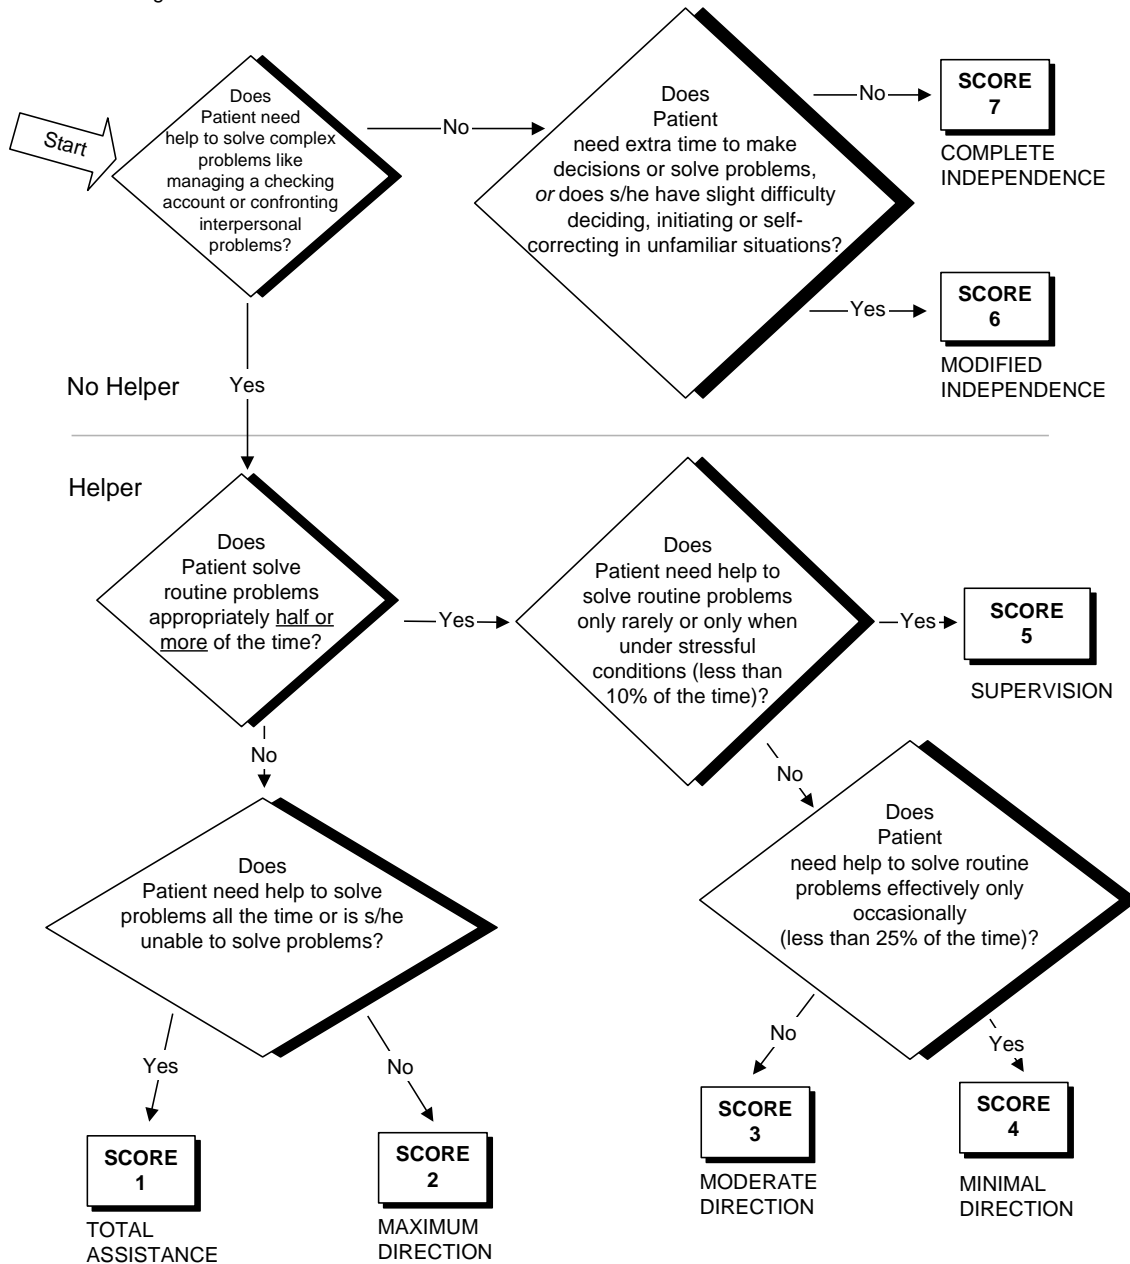 Start
Does
Patient need
help to solve complex
problems like
managing a checking
account or confronting
interpersonal
problems?
No
Does
Patient
need extra time to make
decisions or solve problems,
or does s/he have slight difficulty
deciding, initiating or self-
correcting in unfamiliar situations?
No
SCORE
7
COMPLETE
INDEPENDENCE
Yes
SCORE
6
MODIFIED
INDEPENDENCE
No Helper
Yes
Helper
Does
Patient solve
routine problems
appropriately half or
more of the time?
Yes
Does
Patient need help to
solve routine problems
only rarely or only when
under stressful
conditions (less than
10% of the time)?
Yes
SCORE
5
SUPERVISION
No
No
Does
Patient need help to solve
problems all the time or is s/he
unable to solve problems?
Does
Patient
need help to solve routine
problems effectively only
occasionally
(less than 25% of the time)?
Yes
No
No
Yes
SCORE
1
TOTAL
ASSISTANCE
SCORE
2
MAXIMUM
DIRECTION
SCORE
3
MODERATE
DIRECTION
SCORE
4
MINIMAL
DIRECTION